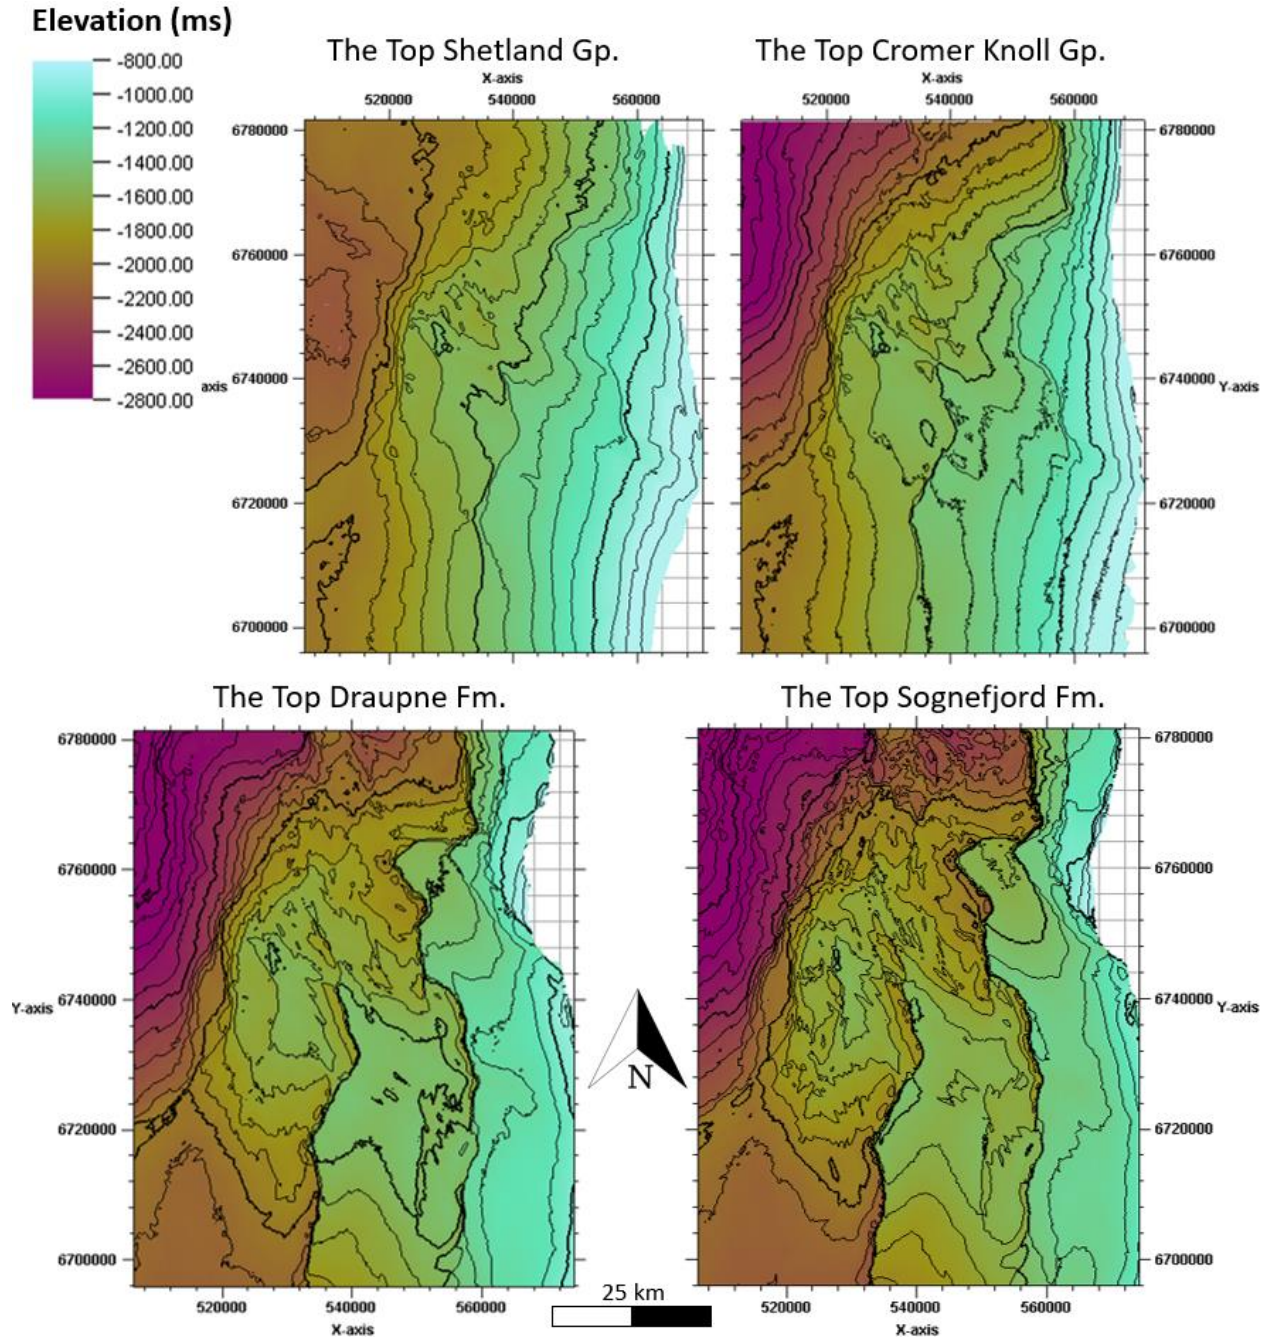 Elevation (ms)
-800.00
-1000.00
-1200.00
-1400.00
-1600.00
-1800.00
-2000.00
-2200.00
-2400.00
-2600.00
-2800.00
The Top Shetland Gp.
X-axis
520000 540000 560000
6780000
6760000
6740000
6720000
6700000
axis
The Top Cromer Knoll Gp.
X-axis
520000 540000 560000
6780000
6760000
6740000
Y-axis
6720000
6700000
The Top Draupne Fm.
6780000
6760000
6740000
Y-axis
6720000
6700000
520000 540000 560000
X-axis
N
25 km
The Top Sognefjord Fm.
6780000
6760000
6740000
Y-axis
6720000
6700000
520000 540000 560000
X-axis